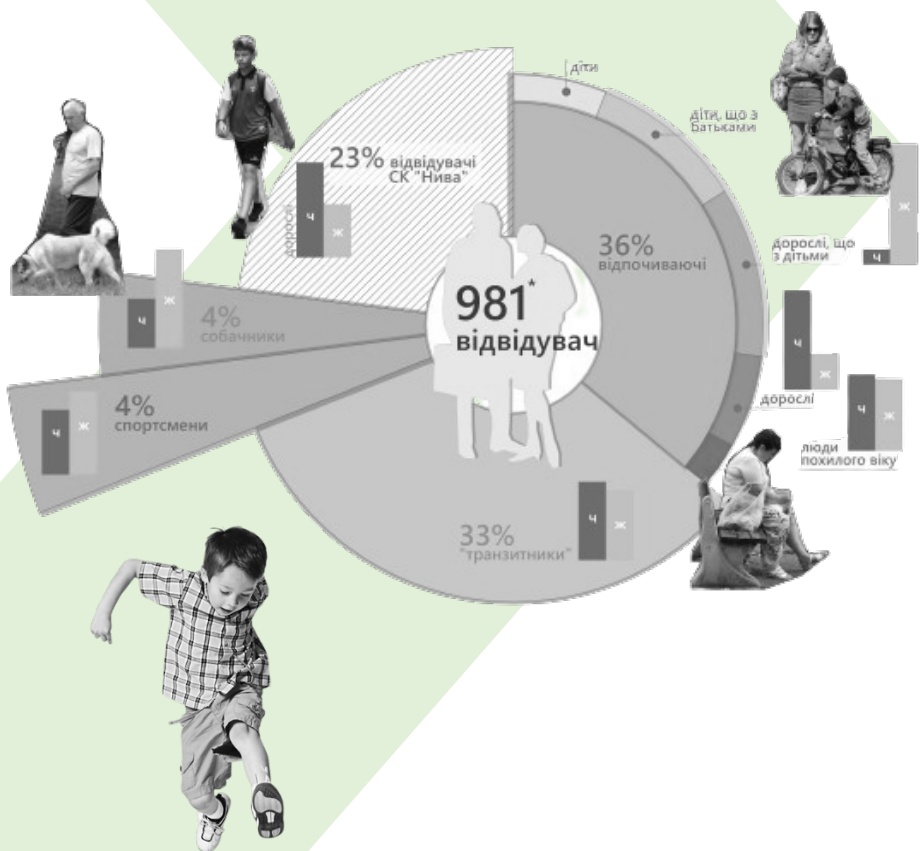 діти
діти, що з
батьками
23% відвідувачі
СК "Нива"
дорослі
ч
ж
36%
відпочиваючі
ж
ч
дорослі, що
з дітьми
981*
відвідувач
ж
ч
4%
собачники
ч
ж
дорослі
4%
спортсмени
ч
ж
ч
ж
люди
похилого віку
33%
"транзитники"
ч
ж